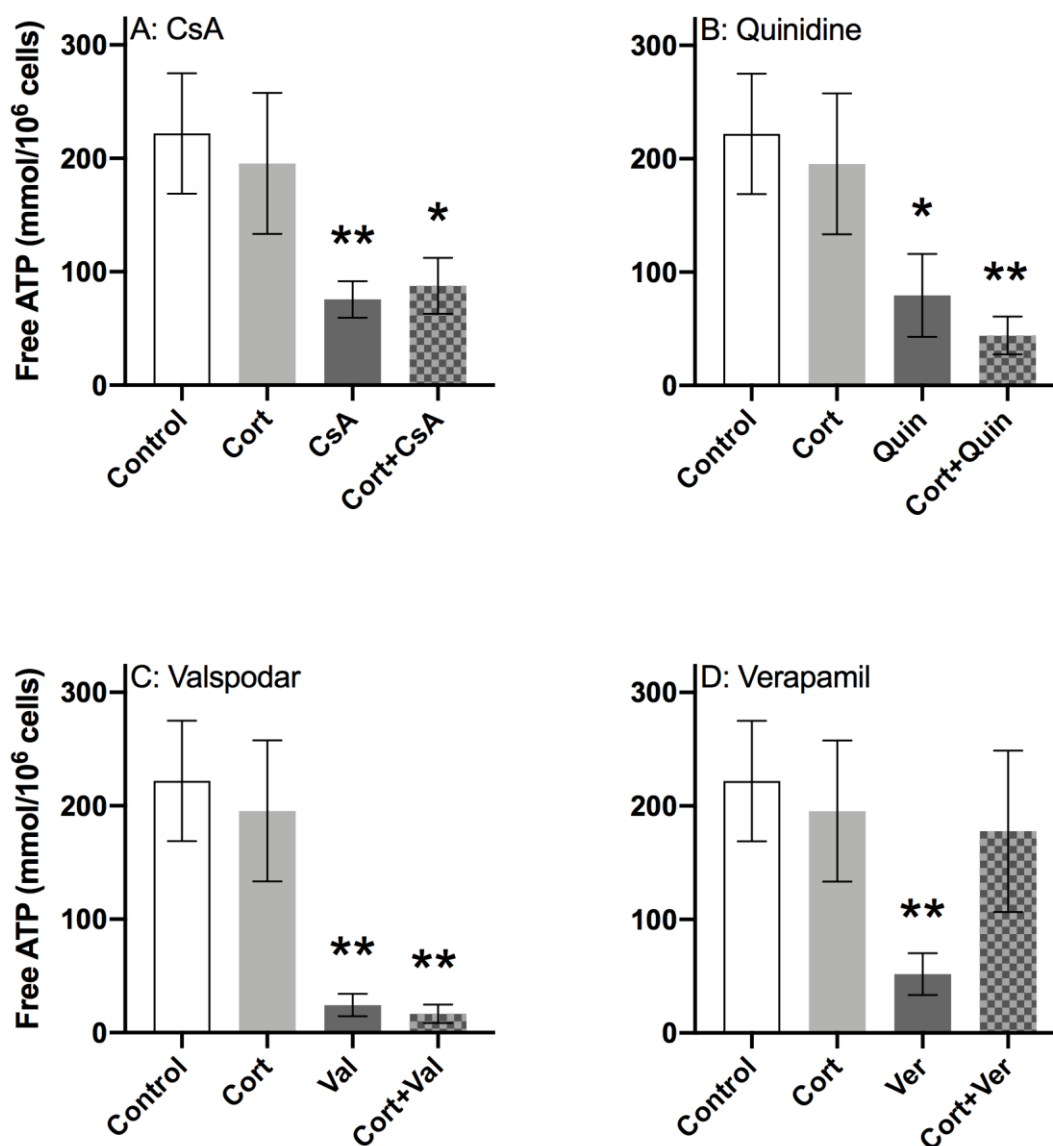 A: CsA
Free ATP (mmol/10⁶ cells)
300
200
100
0
**
*
Control
Cort
CsA
Cort+CsA
B: Quinidine
300
200
100
0
*
**
Control
Cort
Quin
Cort+Quin
C: Valspodar
Free ATP (mmol/10⁶ cells)
300
200
100
0
**
**
Control
Cort
Val
Cort+Val
D: Verapamil
300
200
100
0
**
Control
Cort
Ver
Cort+Ver